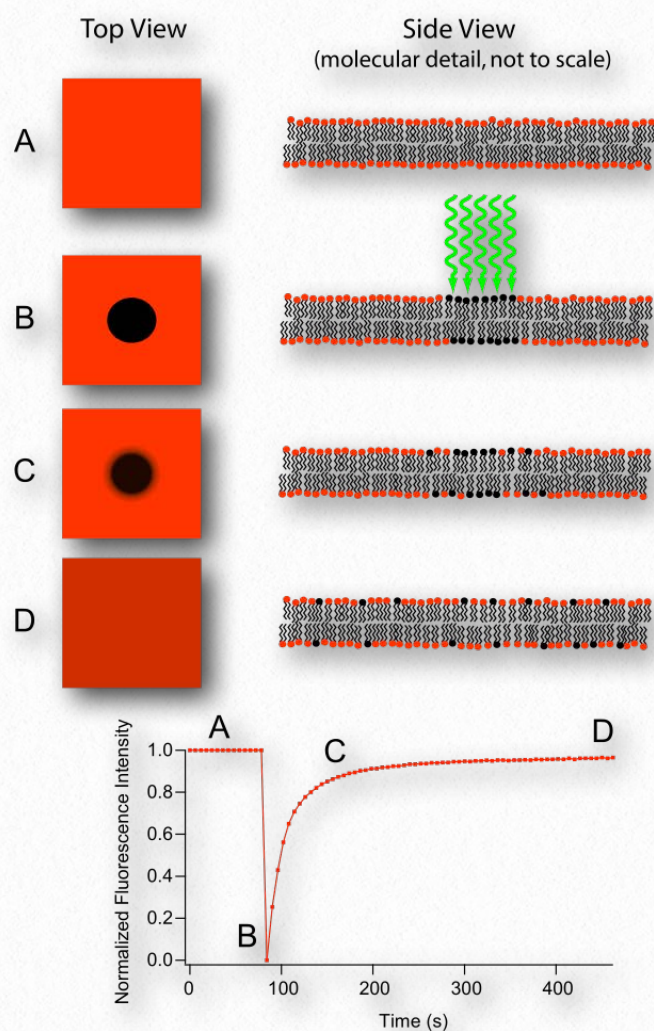 Top View
Side View
(molecular detail, not to scale)
A
B
C
D
A
C
D
B
Normalized Fluorescence Intensity
1.0
0.8
0.6
0.4
0.2
0.0
0
100
200
300
400
Time (s)